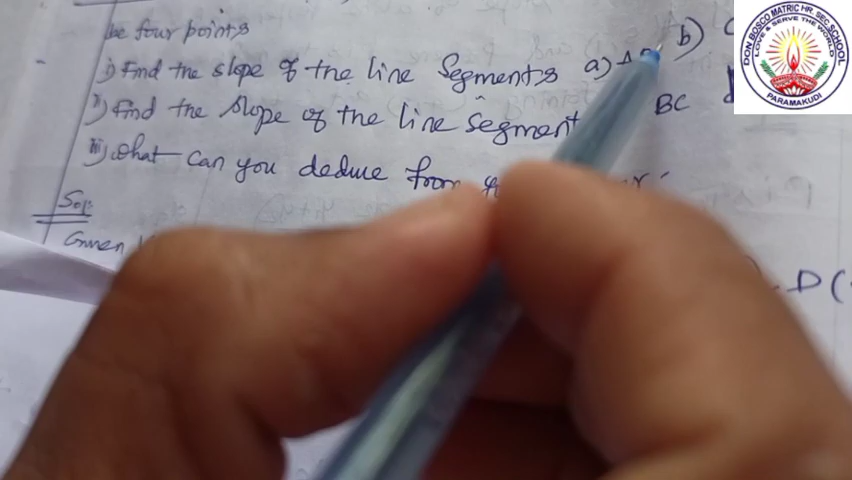 be four points
i) Find the slope of the line segments a) AB b) C
ii) Find the slope of the line segment BC
iii) What can you deduce from
Sol:
Given
D (
DON BOSCO MATRIC HR. SEC. SCHOOL
LOVE & SERVE THE WORLD
PARAMAKUDI